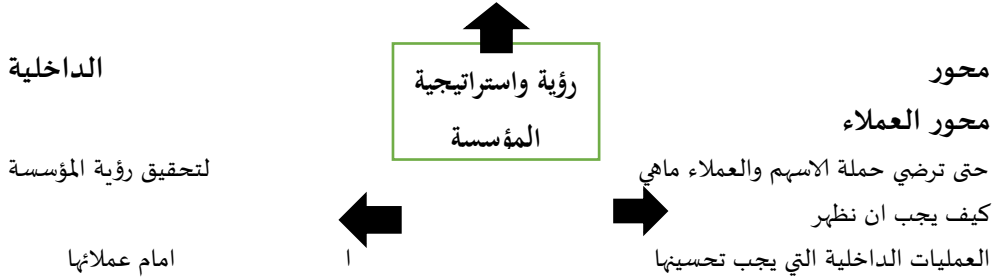 رؤية واستراتيجية
المؤسسة
محور الداخلية
محور العملاء
حتى ترضي حملة الاسهم والعملاء ماهي لتحقيق رؤية المؤسسة
كيف يجب ان نظهر
العمليات الداخلية التي يجب تحسينها ا امام عملائها